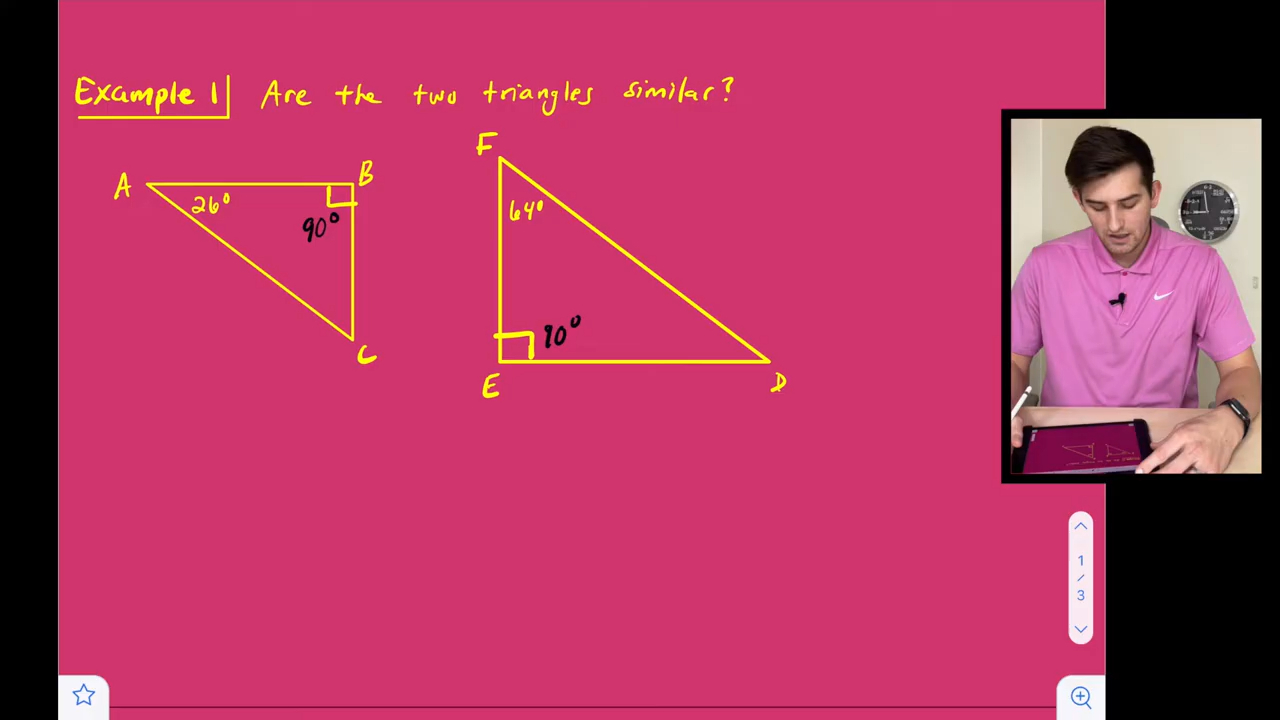 Example 1 Are the two triangles similar?
F
A
B
26°
64°
90°
90°
C
E
D
1
/
3